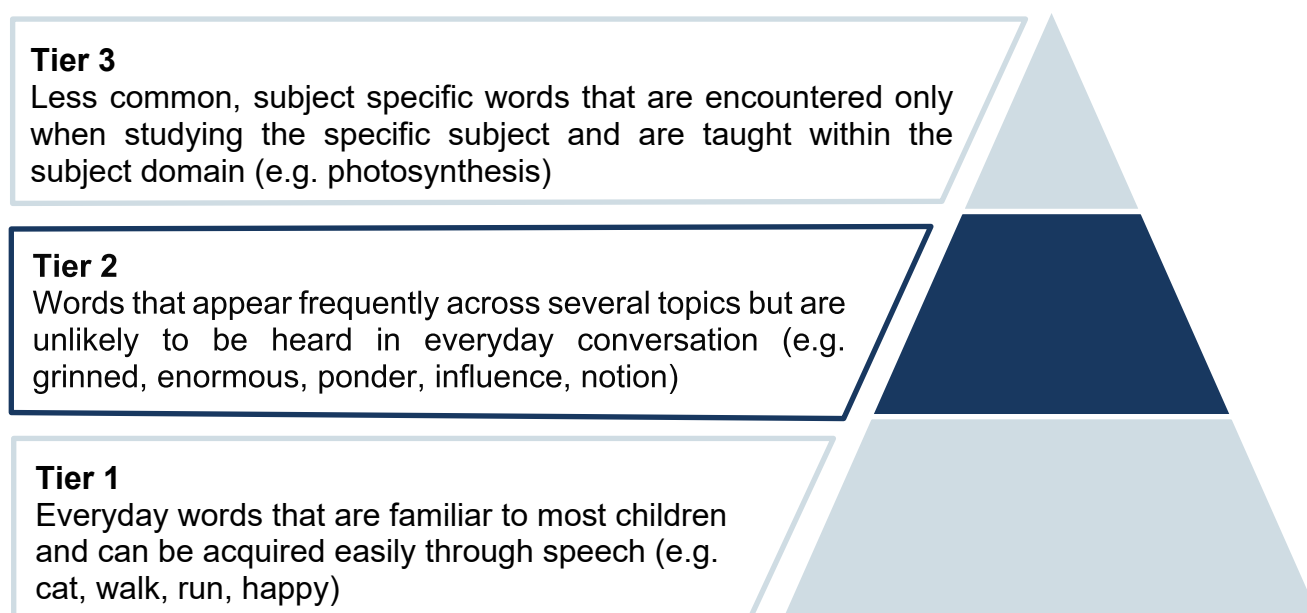 Tier 3
Less common, subject specific words that are encountered only
when studying the specific subject and are taught within the
subject domain (e.g. photosynthesis)
Tier 2
Words that appear frequently across several topics but are
unlikely to be heard in everyday conversation (e.g.
grinned, enormous, ponder, influence, notion)
Tier 1
Everyday words that are familiar to most children
and can be acquired easily through speech (e.g.
cat, walk, run, happy)